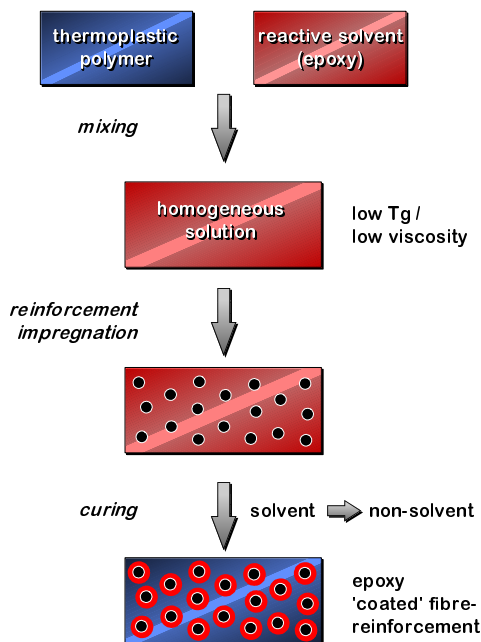 thermoplastic
polymer
reactive solvent
(epoxy)
mixing
homogeneous
solution
low Tg /
low viscosity
reinforcement
impregnation
curing
solvent
non-solvent
epoxy
'coated' fibre-
reinforcement